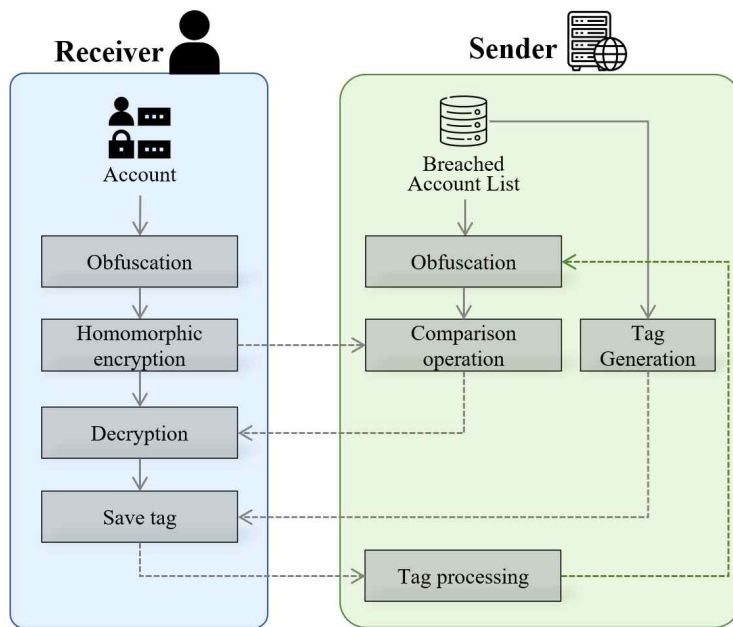 Receiver
Sender
Account
Obfuscation
Homomorphic
encryption
Decryption
Save tag
Breached
Account List
Obfuscation
Comparison
operation
Tag
Generation
Tag processing